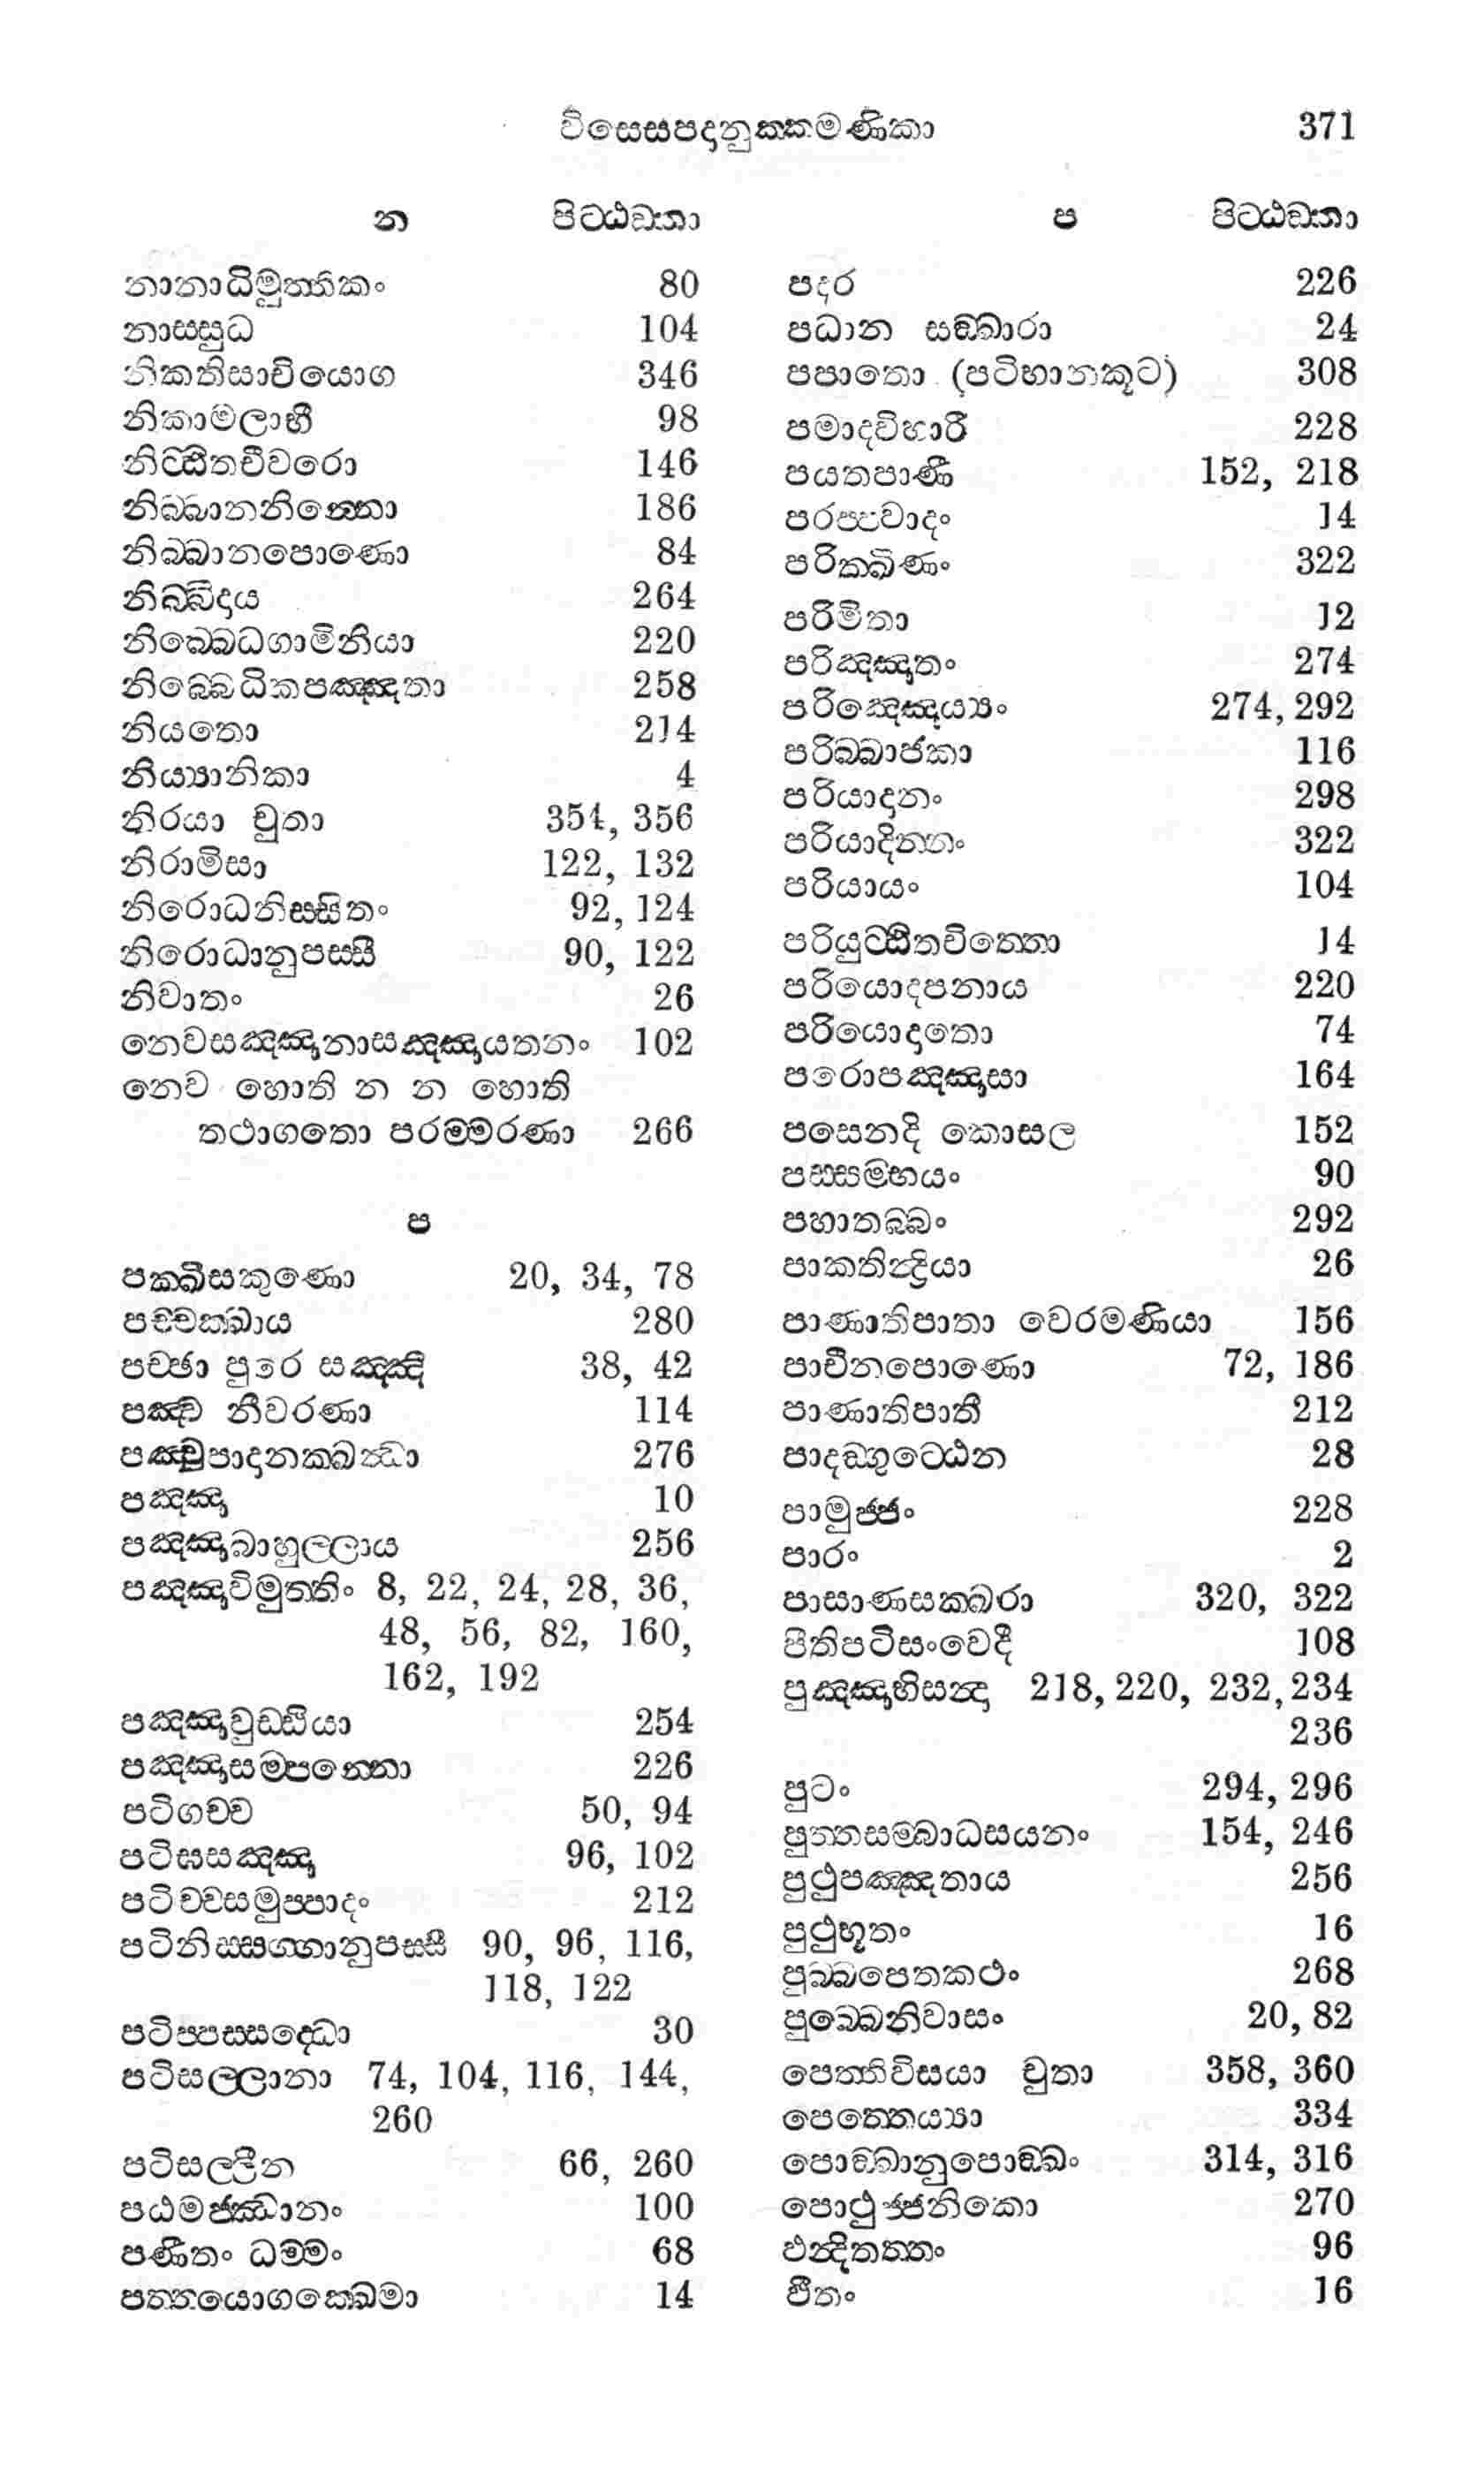 විසෙසපදානුක්කමණිකා 371
න පිට්ඨඞ්කා
නානාධිමුත්තිකං 80
නාස්සුධ 104
නිකතිසාචියොග 346
නිකාමලාභී 98
නිට්ඨිතචීවරො 146
නිබ්බානනින්නො 186
නිබ්බානපොණො 84
නිබ්බිදාය 264
නිබ්බෙධගාමිනියා 220
නිබ්බෙධිකපඤ්ඤතා 258
නියතො 214
නිය්‍යානිකා 4
නිරයා චුතා 354, 356
නිරාමිසා 122, 132
නිරොධනිස්සිතං 92, 124
නිරොධානුපස්සී 90, 122
නිවාතං 26
නෙවසඤ්ඤානාසඤ්ඤායතනං 102
නෙව හොති න න හොති
තථාගතො පරම්මරණා 266
ප
පක්ඛීසකුණො 20, 34, 78
පච්චක්ඛාය 280
පච්ඡා පුරෙ සඤ්ඤී 38, 42
පඤ්ච නීවරණා 114
පඤ්චුපාදානක්ඛන්ධා 276
පඤ්ඤා 10
පඤ්ඤාබාහුල්ලාය 256
පඤ්ඤාවිමුත්තිං 8, 22, 24, 28, 36,
48, 56, 82, 160,
162, 192
පඤ්ඤාවුඩ්ඪියා 254
පඤ්ඤාසම්පන්නො 226
පටිගච්ච 50, 94
පටිඝසඤ්ඤා 96, 102
පටිච්චසමුප්පාදං 212
පටිනිස්සග්ගානුපස්සී 90, 96, 116,
118, 122
පටිප්පස්සද්ධො 30
පටිසල්ලානා 74, 104, 116, 144,
260
පටිසල්ලීන 66, 260
පඨමජ්ඣානං 100
පණීතං ධම්මං 68
පත්තයොගක්ඛෙමා 14
ප පිට්ඨඞ්කා
පදර 226
පධාන සඞ්ඛාරා 24
පපාතො (පටිභානකූට) 308
පමාදවිහාරී 228
පයතපාණී 152, 218
පරප්පවාදං 14
පරික්ඛිණං 322
පරිමිතා 12
පරිඤ්ඤාතං 274
පරිඤ්ඤෙය්‍යං 274, 292
පරිබ්බාජකා 116
පරියාදානං 298
පරියාදින්නං 322
පරියායං 104
පරියුට්ඨිතචිත්තො 14
පරියොදපනාය 220
පරියොදාතො 74
පරොපඤ්ඤාසා 164
පසෙනදි කොසල 152
පස්සම්භයං 90
පහාතබ්බං 292
පාකතින්ද්‍රියා 26
පාණාතිපාතා වෙරමණියා 156
පාචීනපොණො 72, 186
පාණාතිපාතී 212
පාදඞ්ගුට්ඨෙන 28
පාමුජ්ජං 228
පාරං 2
පාසාණසක්ඛරා 320, 322
පීතිපටිසංවෙදී 108
පුඤ්ඤාභිසන්දා 218, 220, 232, 234
236
පුටං 294, 296
පුත්තසම්බාධසයනං 154, 246
පුථුපඤ්ඤතාය 256
පුථුභූතං 16
පුබ්බපෙතකථං 268
පුබ්බෙනිවාසං 20, 82
පෙත්තිවිසයා චුතා 358, 360
පෙත්තෙය්‍යා 334
පොඞ්ඛානුපොඞ්ඛං 314, 316
පොථුජ්ජනිකො 270
ඵන්දිතත්තං 96
ඵීතං 16